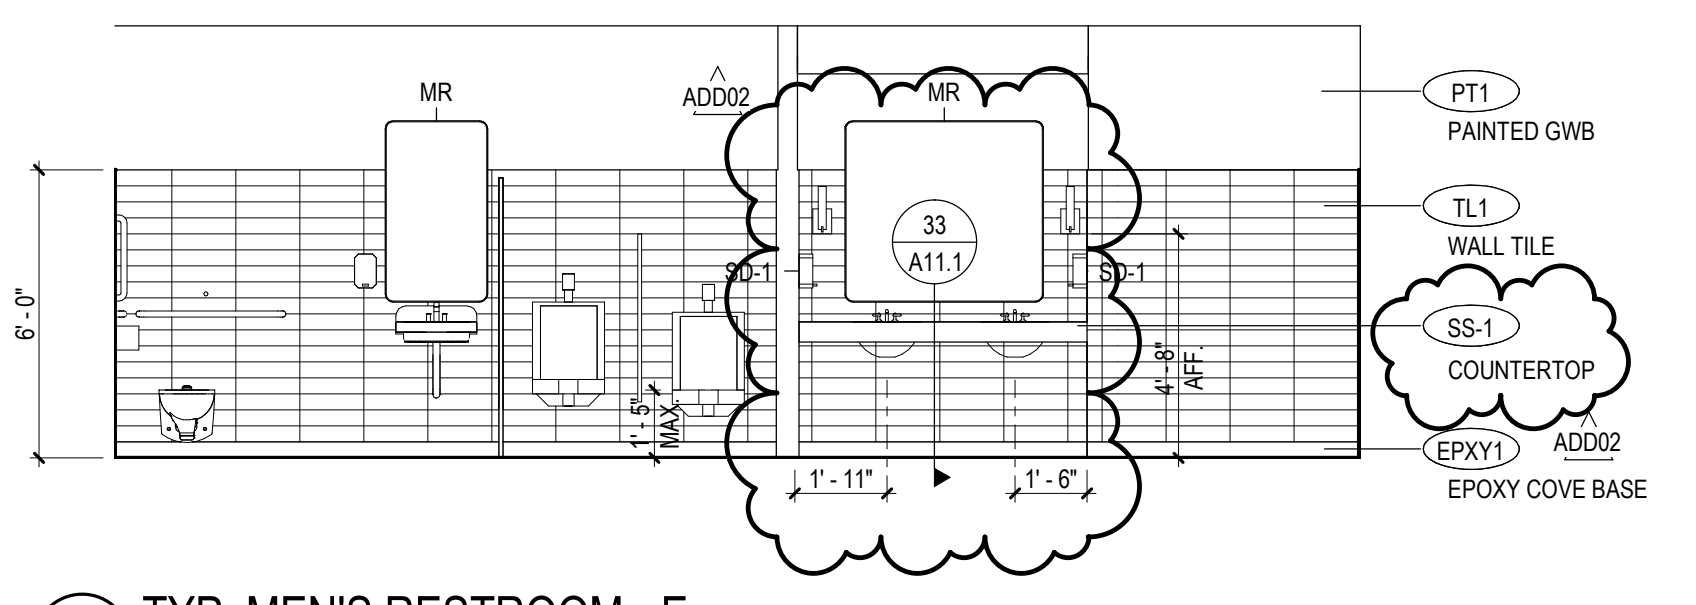 MR
ADD02
MR
PT1
PAINTED GWB
TL1
WALL TILE
33
A11.1
SD-1
SD-1
6' - 0"
SS-1
COUNTERTOP
4' - 8"
AFF.
1' - 5"
MAX.
ADD02
EPXY1
EPOXY COVE BASE
1' - 11"
1' - 6"
TYP. MEN'S RESTROOM - E